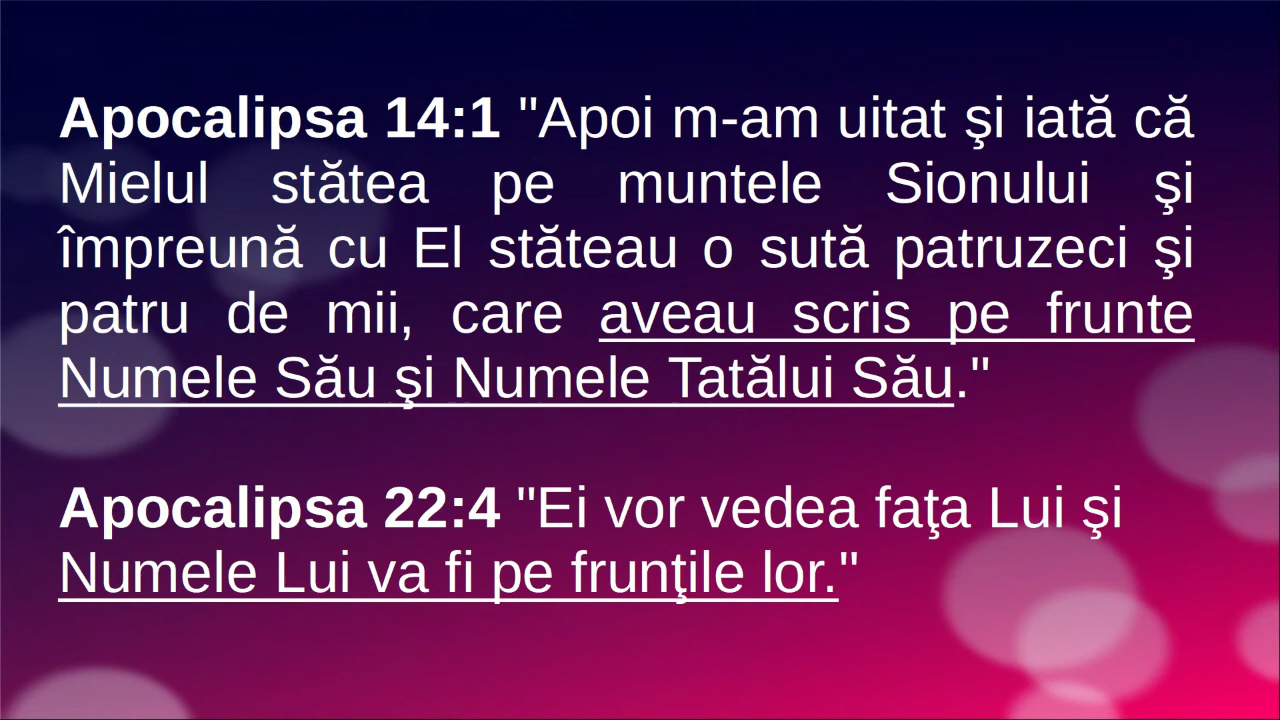 Apocalipsa 14:1 "Apoi m-am uitat şi iată că
Mielul stătea pe muntele Sionului şi
împreună cu El stăteau o sută patruzeci şi
patru de mii, care aveau scris pe frunte
Numele Său şi Numele Tatălui Său."
Apocalipsa 22:4 "Ei vor vedea faţa Lui şi
Numele Lui va fi pe frunţile lor."